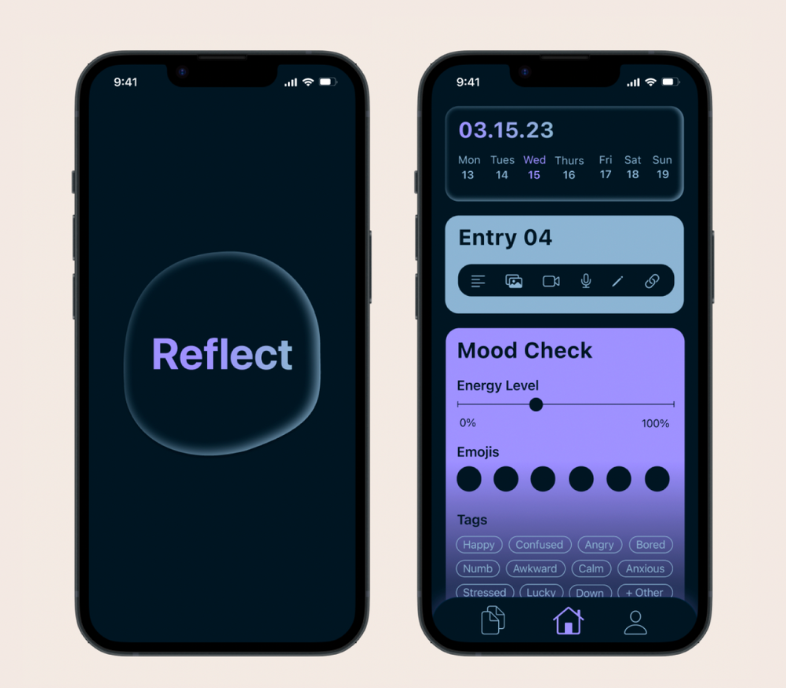 9:41
Reflect
9:41
03.15.23
Mon Tues Wed Thurs Fri Sat Sun
13 14 15 16 17 18 19
Entry 04
Mood Check
Energy Level
0% 100%
Emojis
Tags
Happy Confused Angry Bored
Numb Awkward Calm Anxious
Stressed Lucky Down + Other